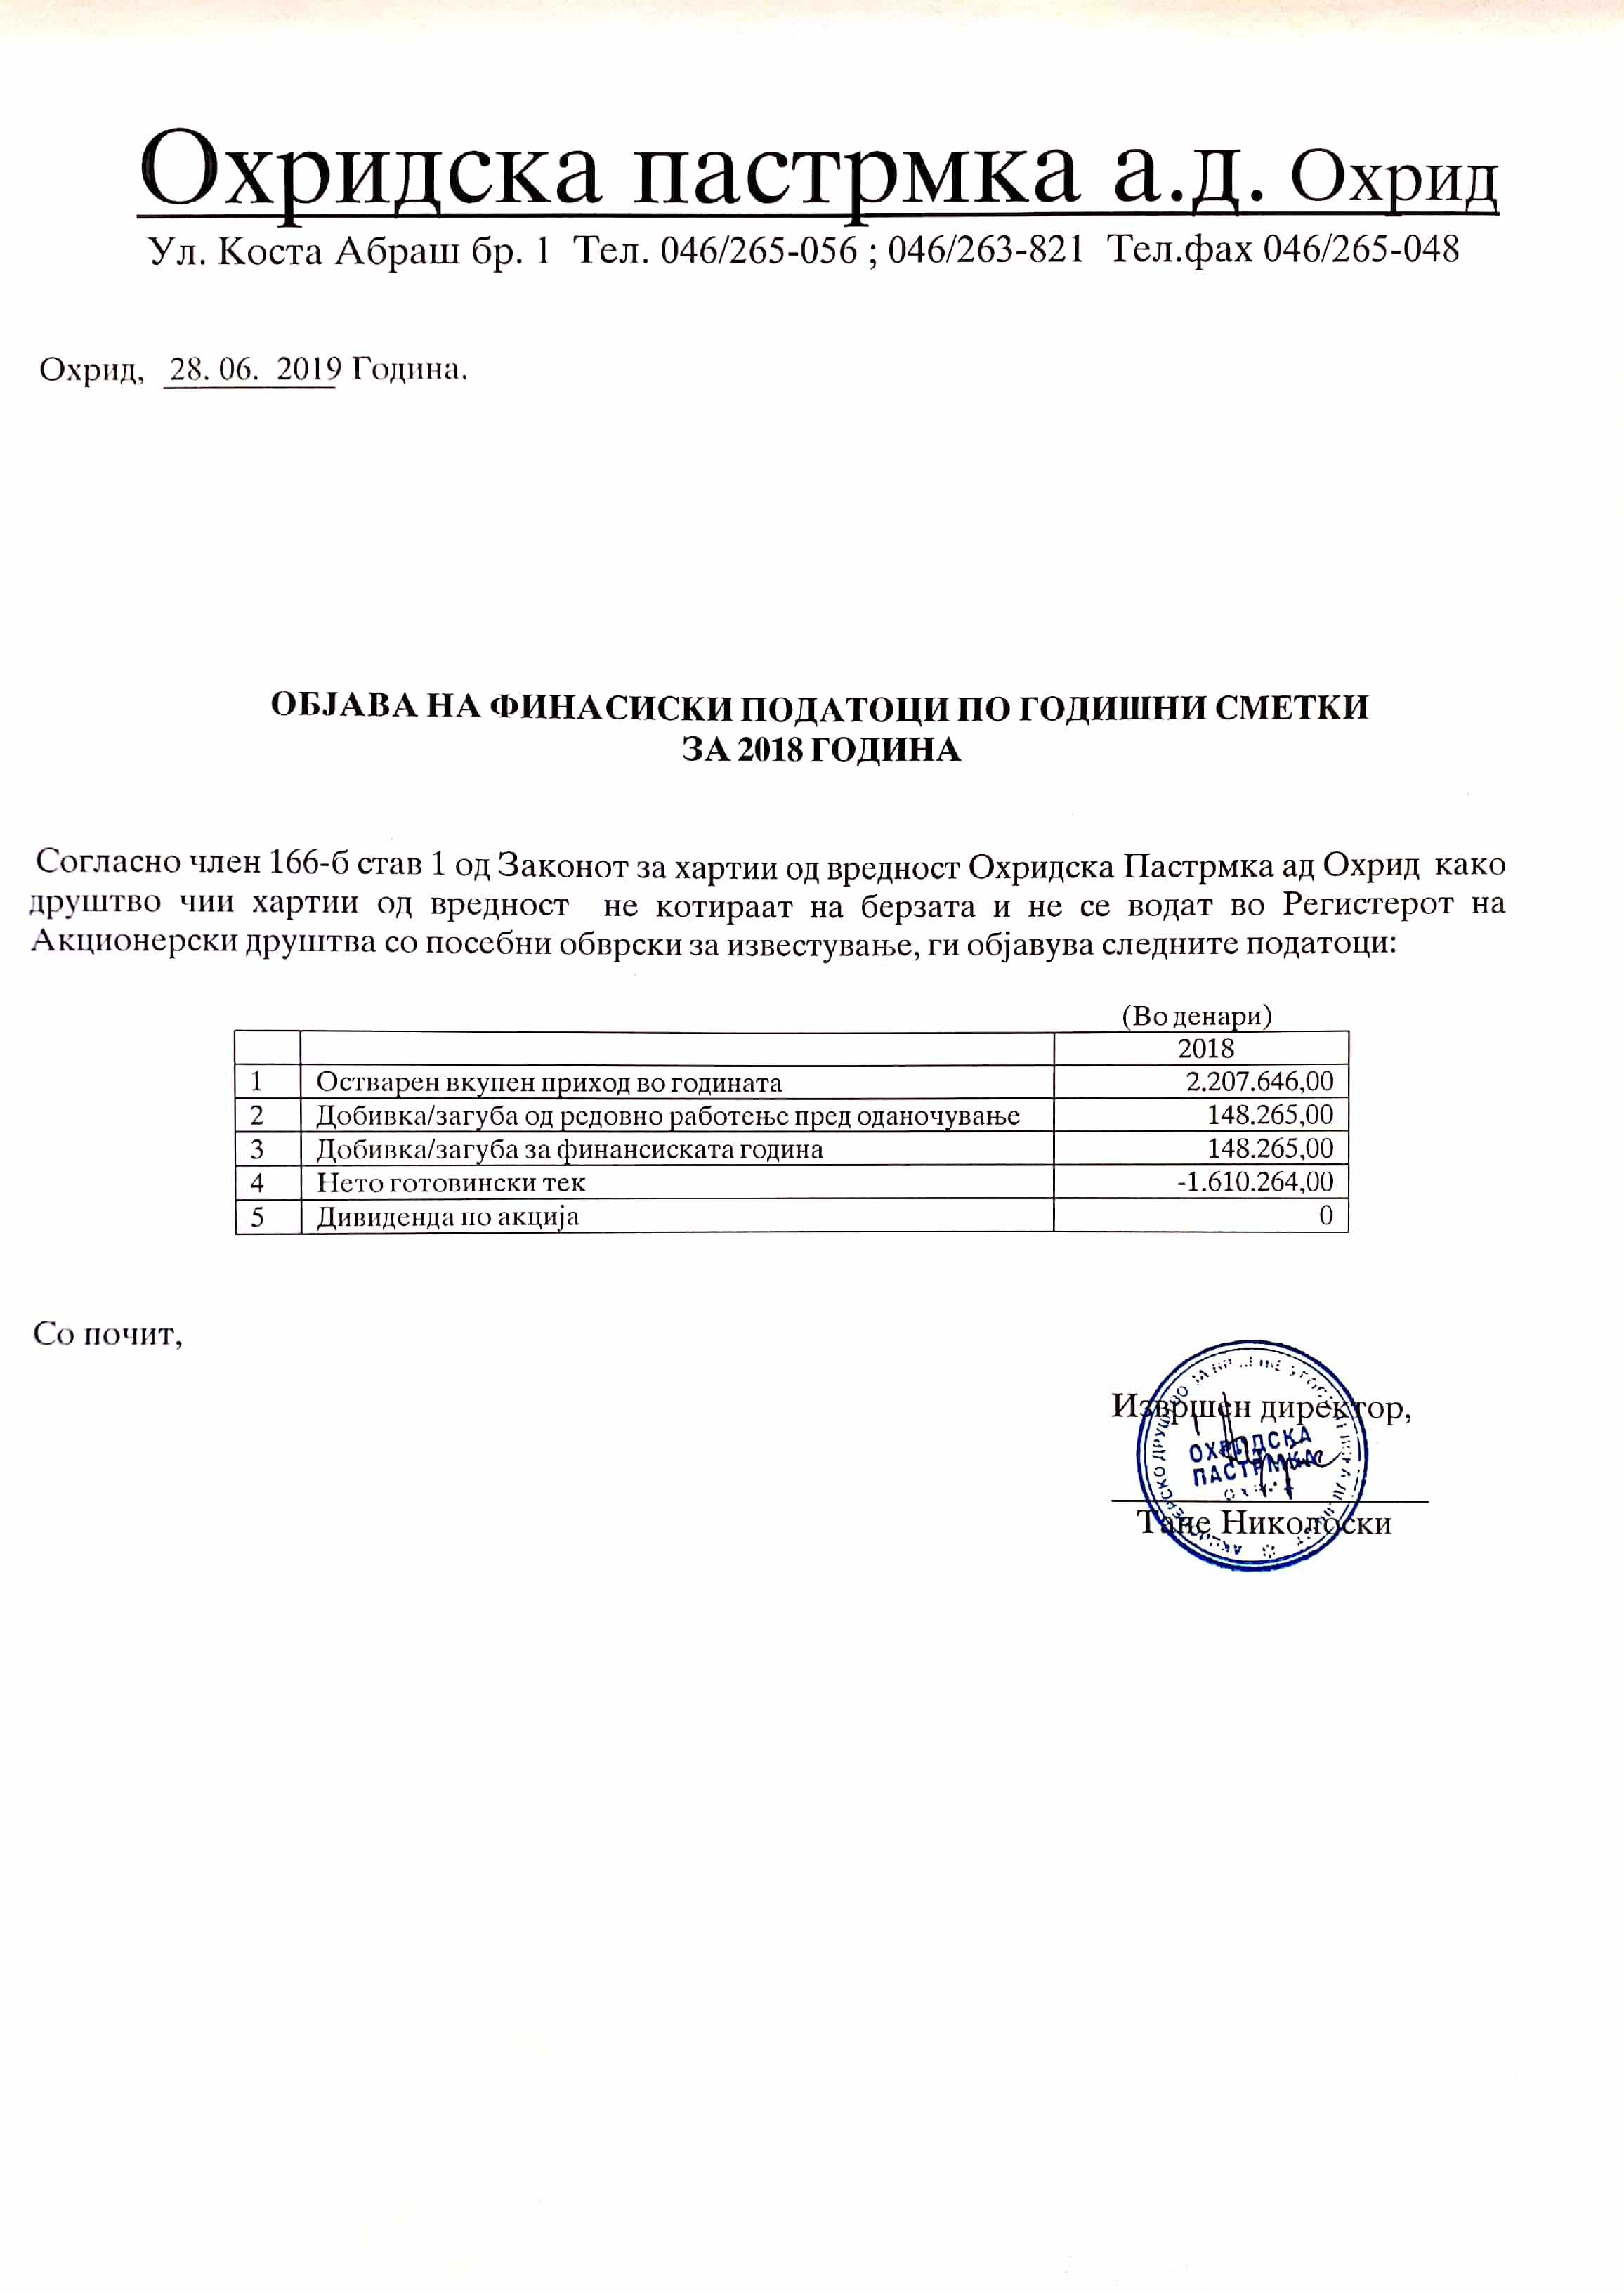 Охридска пастрмка а.д. Охрид
Ул. Коста Абраш бр. 1 Тел. 046/265-056 ; 046/263-821 Тел.фах 046/265-048
Охрид, 28. 06. 2019 Година.
ОБЈАВА НА ФИНАСИСКИ ПОДАТОЦИ ПО ГОДИШНИ СМЕТКИ
ЗА 2018 ГОДИНА
Согласно член 166-б став 1 од Законот за хартии од вредност Охридска Пастрмка ад Охрид како
друштво чии хартии од вредност не котираат на берзата и не се водат во Регистерот на
Акционерски друштва со посебни обврски за известување, ги објавува следните податоци:
(Во денари)
2018
1 Остварен вкупен приход во годината 2.207.646,00
2 Добивка/загуба од редовно работење пред оданочување 148.265,00
3 Добивка/загуба за финансиската година 148.265,00
4 Нето готовински тек -1.610.264,00
5 Дивиденда по акција 0
Со почит,
Извршен директор,
ОХРИДСКА
ПАСТРМКА
Тане Николоски